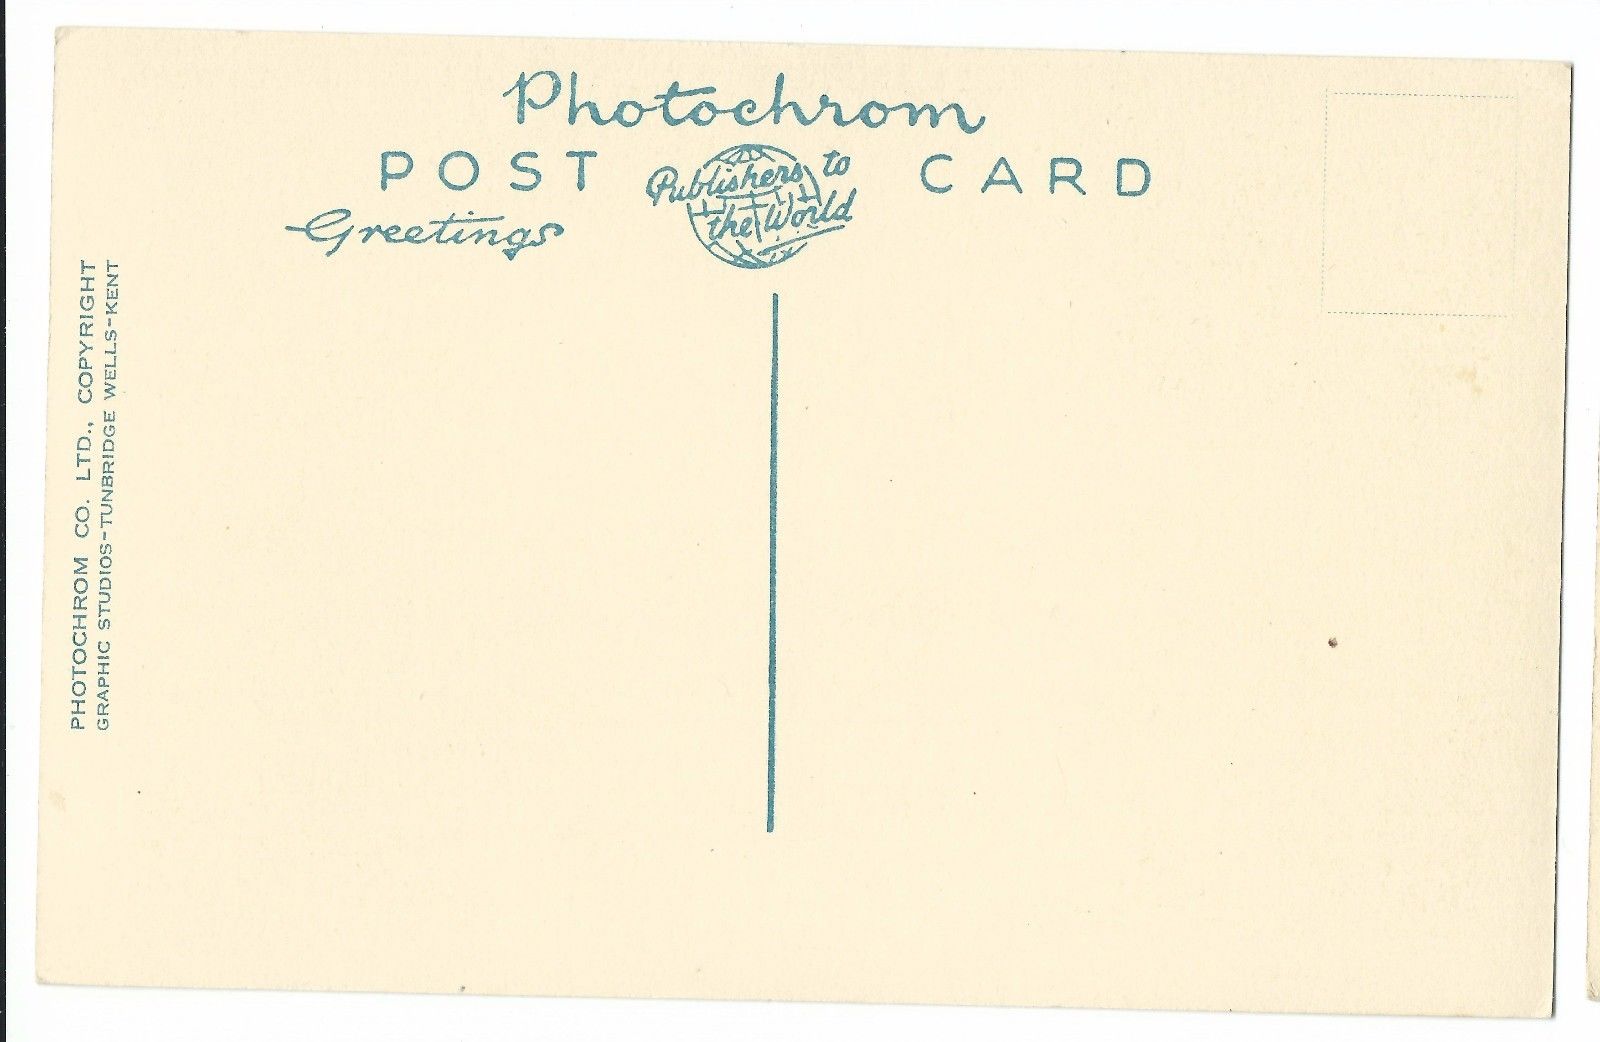 Photochrom
POST CARD
Publishers to
the World
Greetings
PHOTOCHROM CO. LTD., COPYRIGHT
GRAPHIC STUDIOS-TUNBRIDGE WELLS-KENT